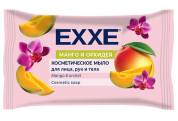 EXXE
МАНГО И ОРХИДЕЯ
КОСМЕТИЧЕСКОЕ МЫЛО
для лица, рук и тела
Mango & orchid
Cosmetic soap